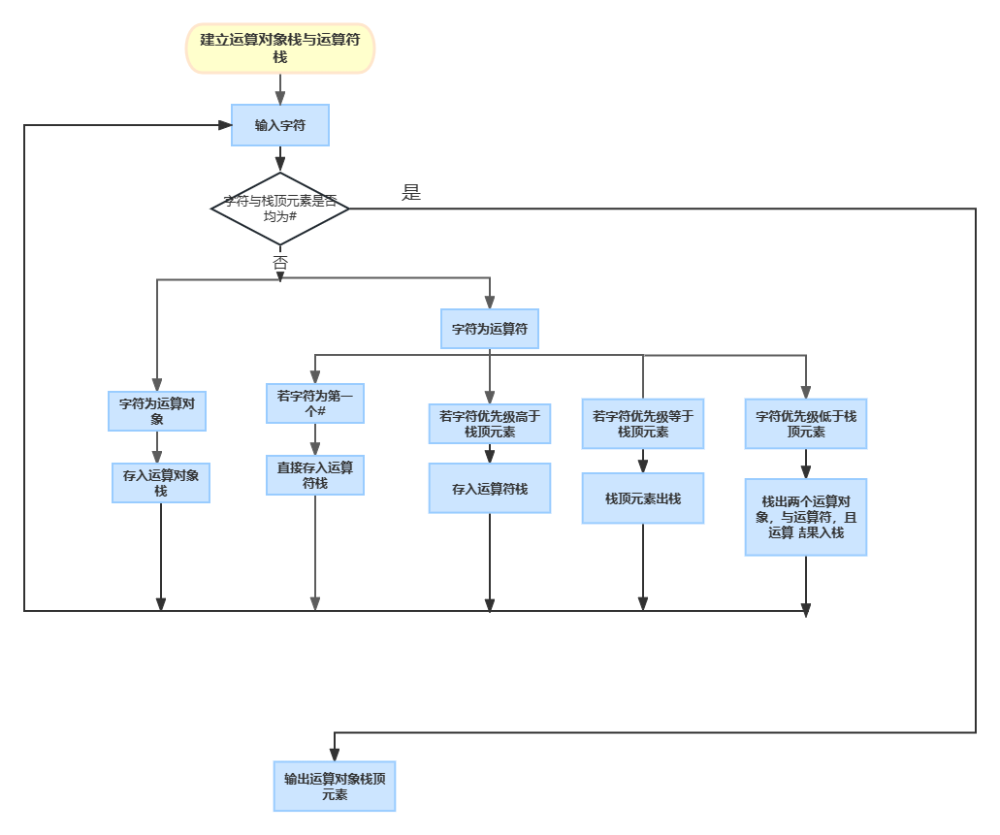 建立运算对象栈与运算符
栈
输入字符
字符与栈顶元素是否
均为#
是
否
字符为运算符
字符为运算对
象
存入运算对象
栈
若字符为第一
个#
直接存入运算
符栈
若字符优先级高于
栈顶元素
存入运算符栈
若字符优先级等于
栈顶元素
栈顶元素出栈
字符优先级低于栈
顶元素
栈出两个运算对
象，与运算符，且
运算结果入栈
输出运算对象栈顶
元素